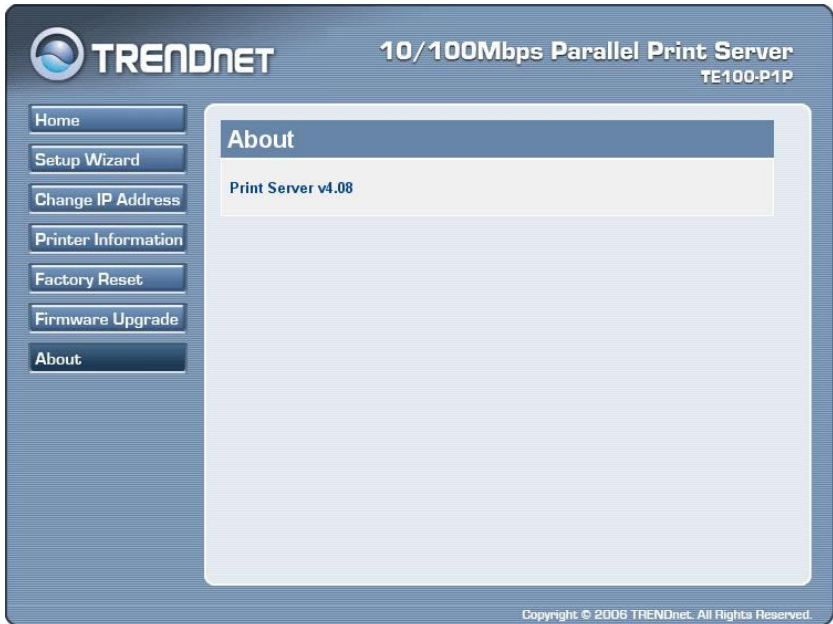 TRENDNET
10/100Mbps Parallel Print Server
TE100-P1P
Home
Setup Wizard
Change IP Address
Printer Information
Factory Reset
Firmware Upgrade
About
About
Print Server v4.08
Copyright © 2006 TRENDnet. All Rights Reserved.